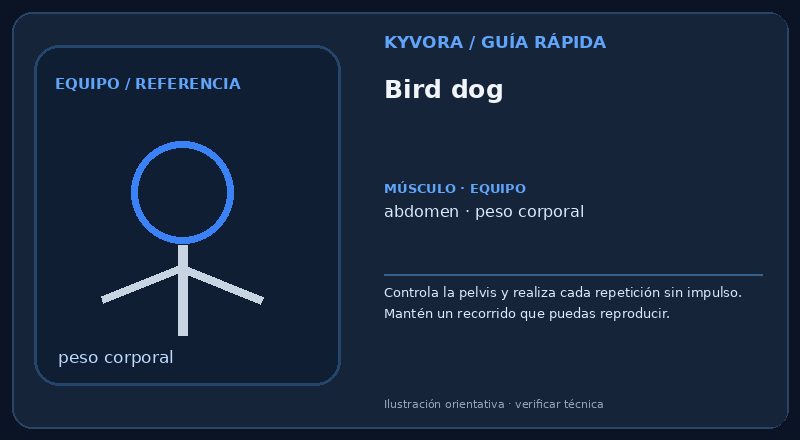 EQUIPO / REFERENCIA
peso corporal
KYVORA / GUÍA RÁPIDA
Bird dog
MÚSCULO · EQUIPO
abdomen · peso corporal
Controla la pelvis y realiza cada repetición sin impulso.
Mantén un recorrido que puedas reproducir.
Ilustración orientativa · verificar técnica